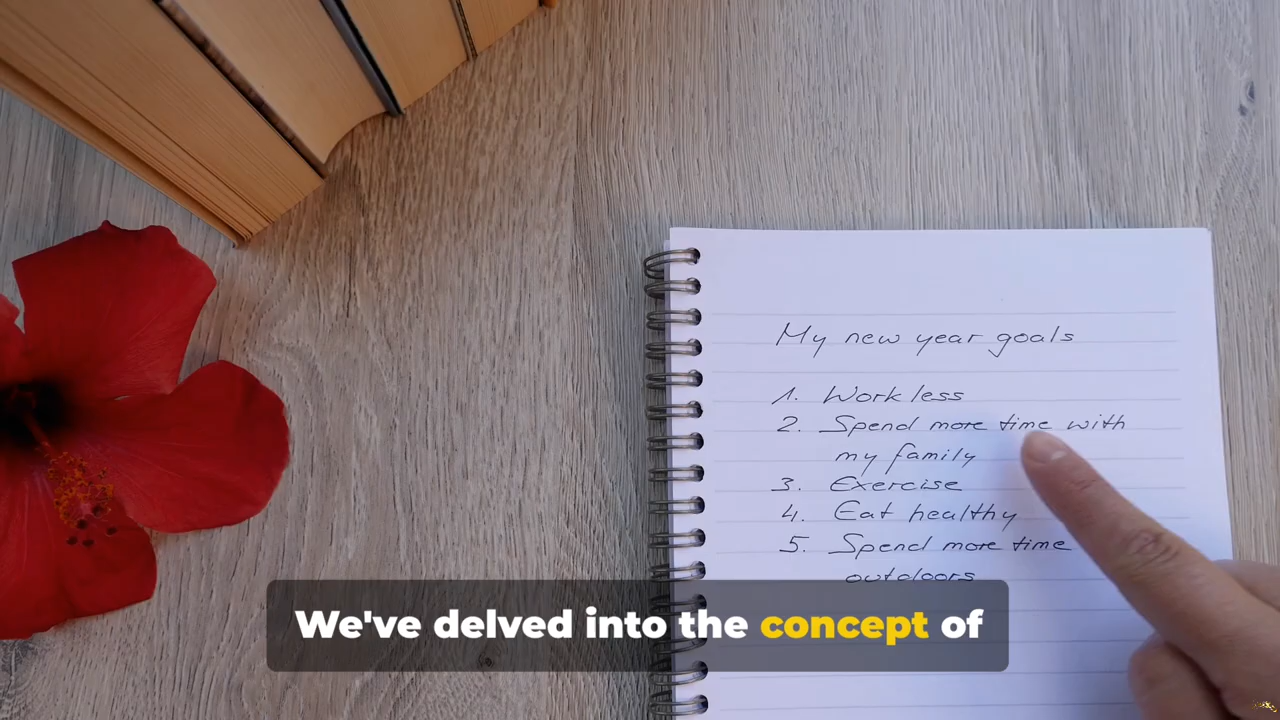 My new year goals
1. Work less
2. Spend more time with
my family
3. Exercise
4. Eat healthy
5. Spend more time
outdoors
We've delved into the concept of